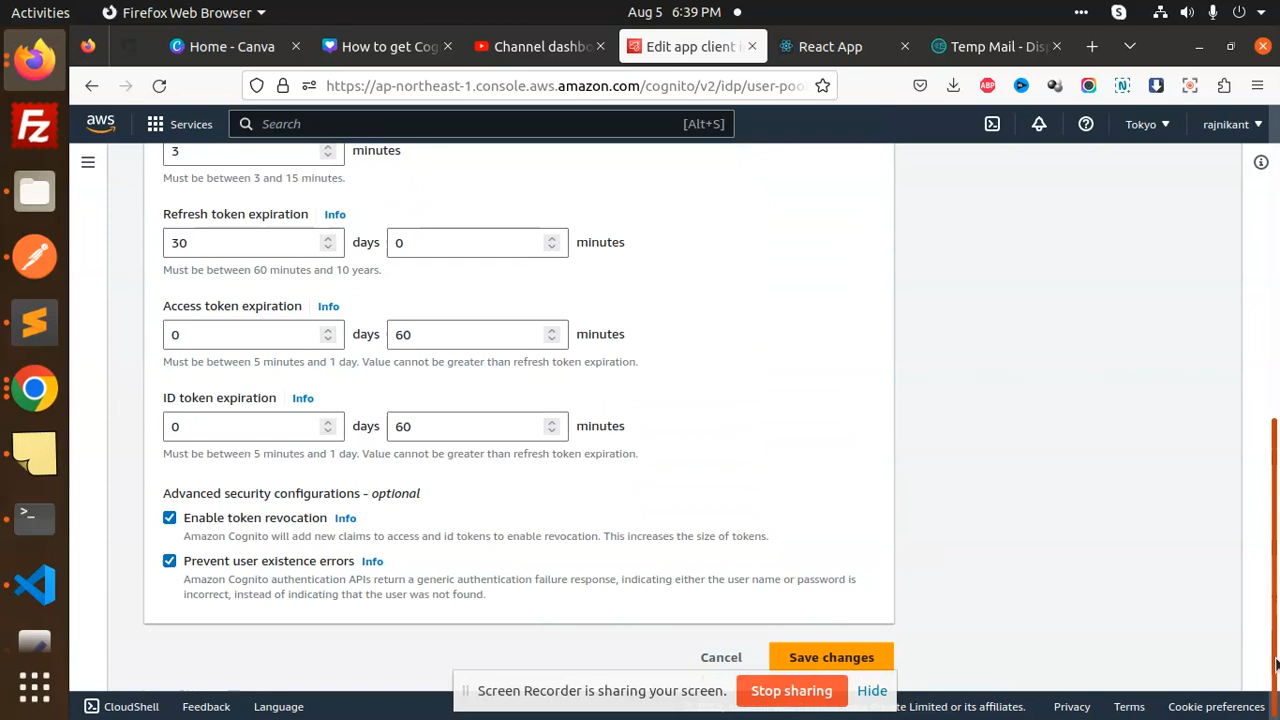 Activities Firefox Web Browser Aug 5 6:39 PM
Home - Canva How to get Cog Channel dashbo Edit app client i React App Temp Mail - Disp
https://ap-northeast-1.console.aws.amazon.com/cognito/v2/idp/user-poo
aws Services Search [Alt+S] Tokyo rajnikant
3 minutes
Must be between 3 and 15 minutes.
Refresh token expiration Info
30 days 0 minutes
Must be between 60 minutes and 10 years.
Access token expiration Info
0 days 60 minutes
Must be between 5 minutes and 1 day. Value cannot be greater than refresh token expiration.
ID token expiration Info
0 days 60 minutes
Must be between 5 minutes and 1 day. Value cannot be greater than refresh token expiration.
Advanced security configurations - optional
Enable token revocation Info
Amazon Cognito will add new claims to access and id tokens to enable revocation. This increases the size of tokens.
Prevent user existence errors Info
Amazon Cognito authentication APIs return a generic authentication failure response, indicating either the user name or password is
incorrect, instead of indicating that the user was not found.
Cancel Save changes
Screen Recorder is sharing your screen. Stop sharing Hide
CloudShell Feedback Language Private Limited or its affiliates. Privacy Terms Cookie preferences